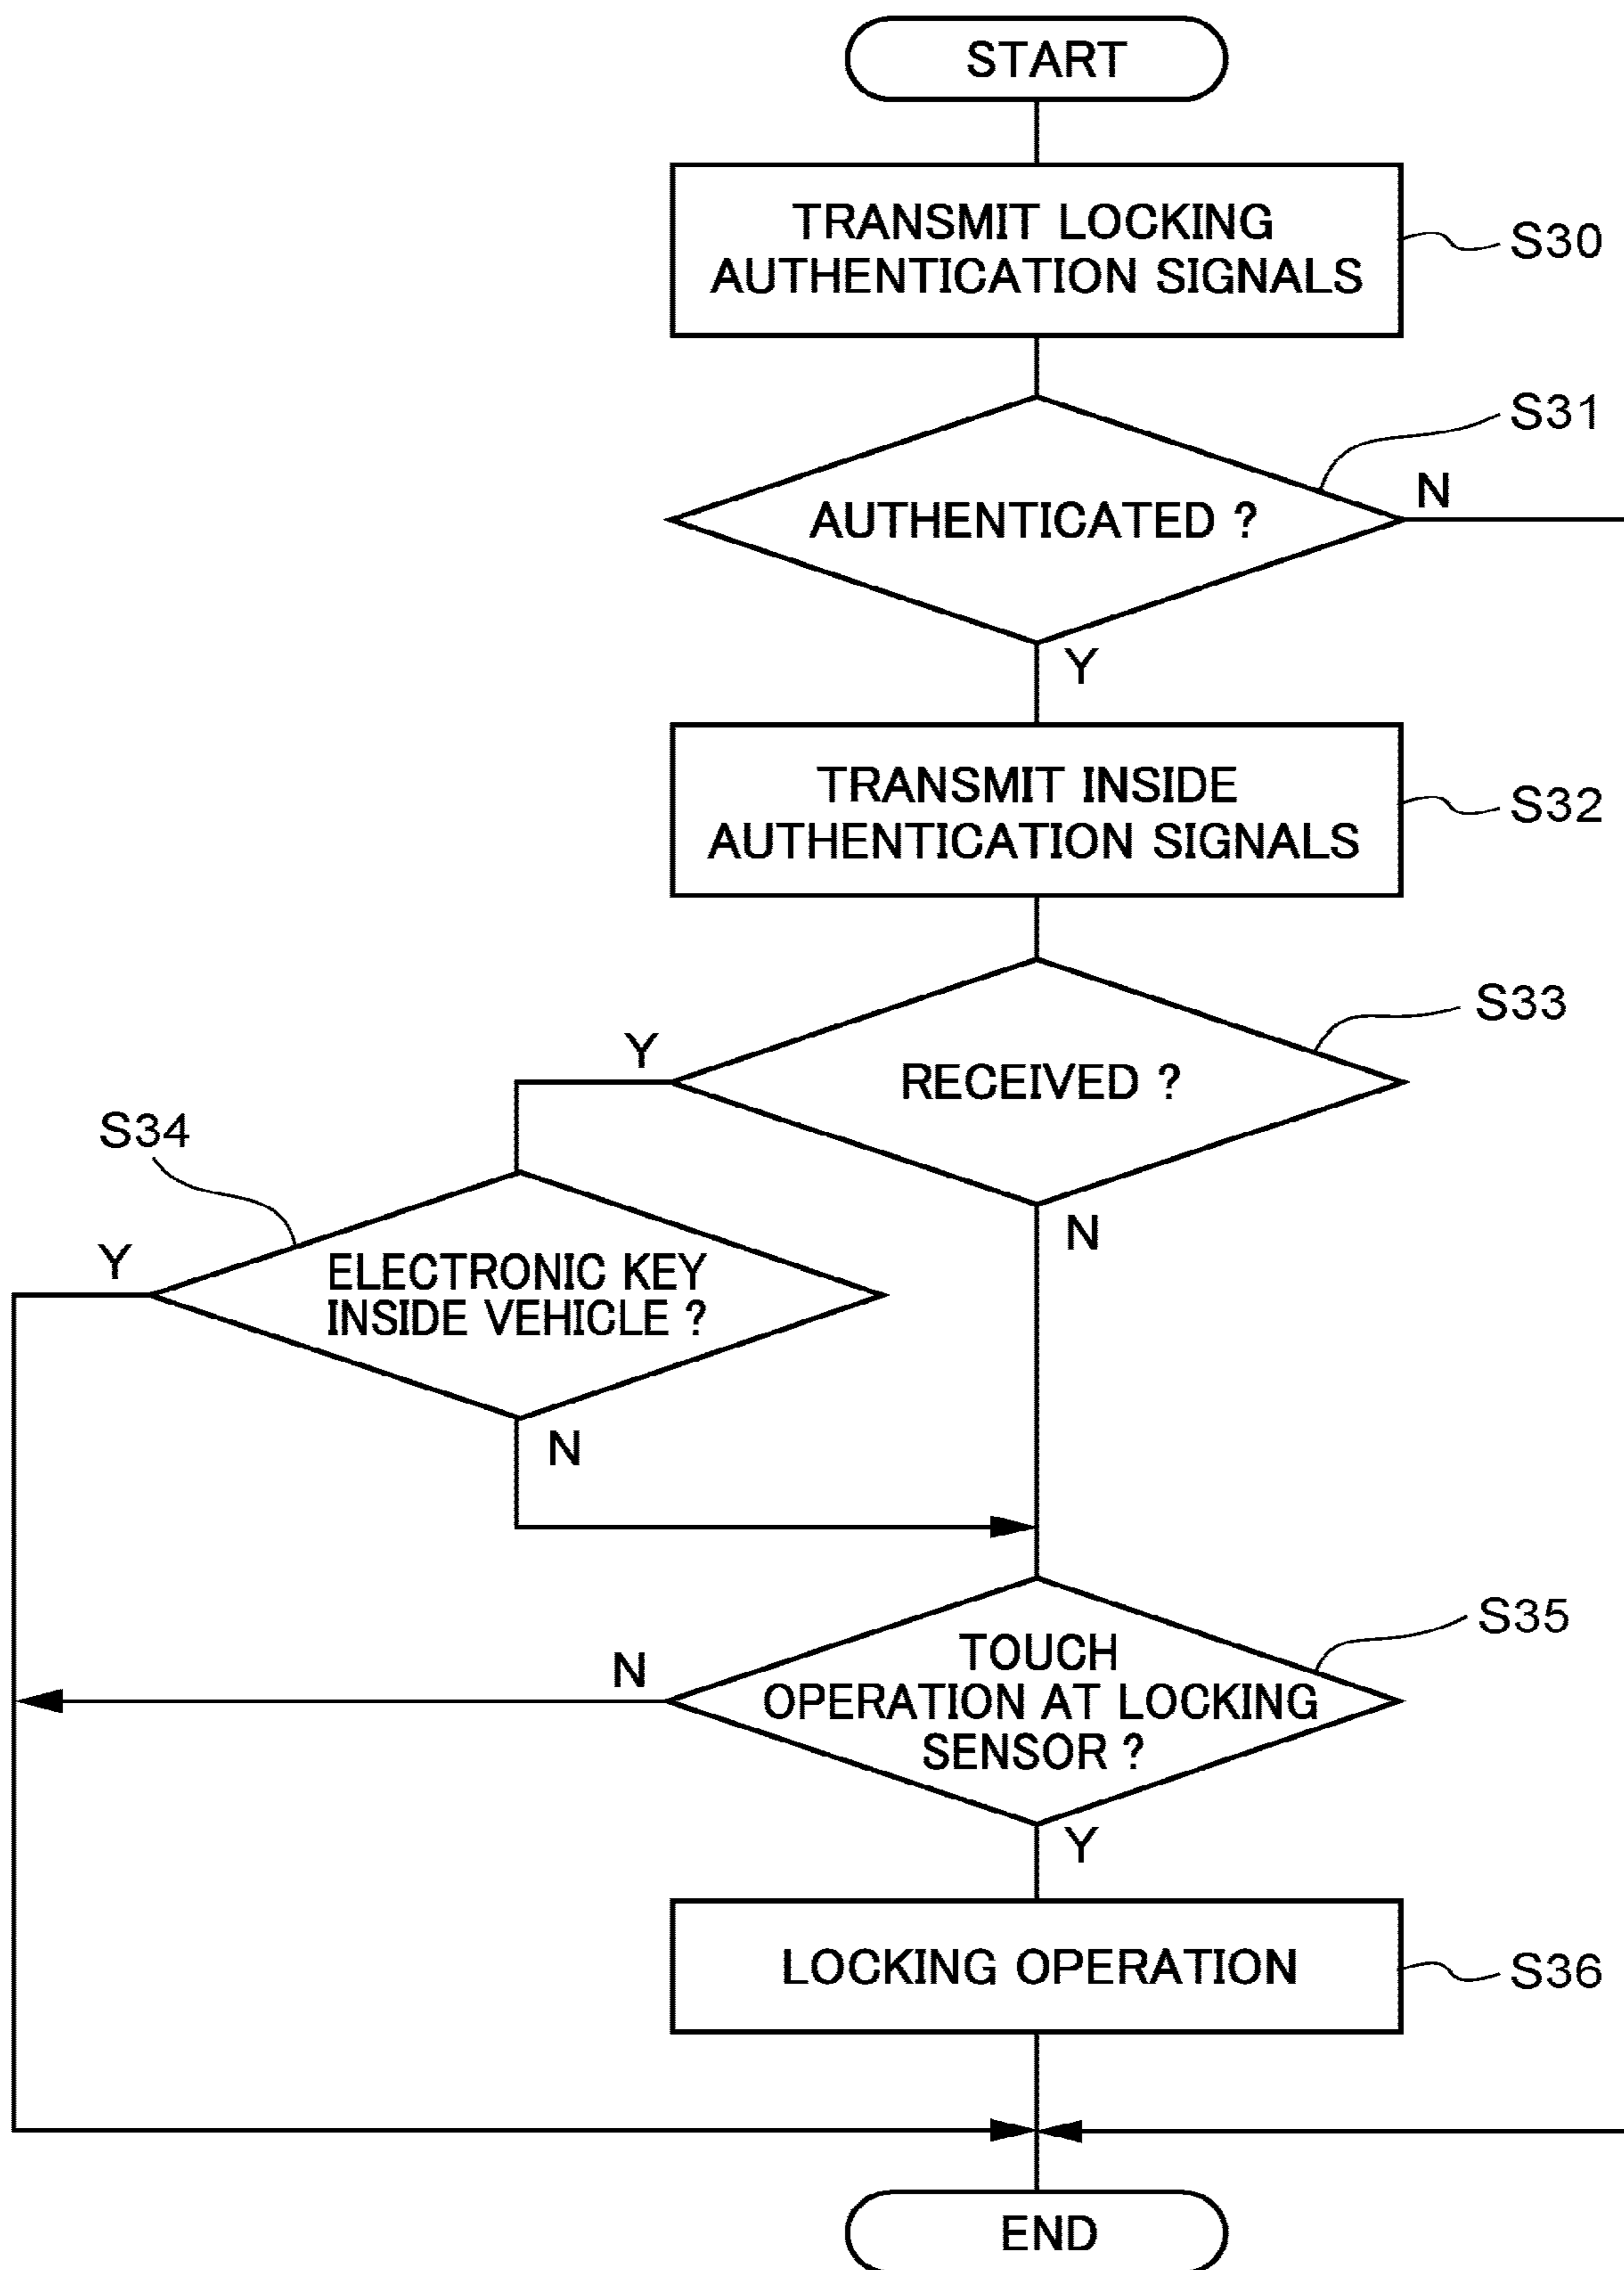 START
TRANSMIT LOCKING
AUTHENTICATION SIGNALS
S30
S31
AUTHENTICATED ?
N
Y
TRANSMIT INSIDE
AUTHENTICATION SIGNALS
S32
S33
Y
RECEIVED ?
N
S34
Y
ELECTRONIC KEY
INSIDE VEHICLE ?
N
S35
N
TOUCH
OPERATION AT LOCKING
SENSOR ?
Y
LOCKING OPERATION
S36
END